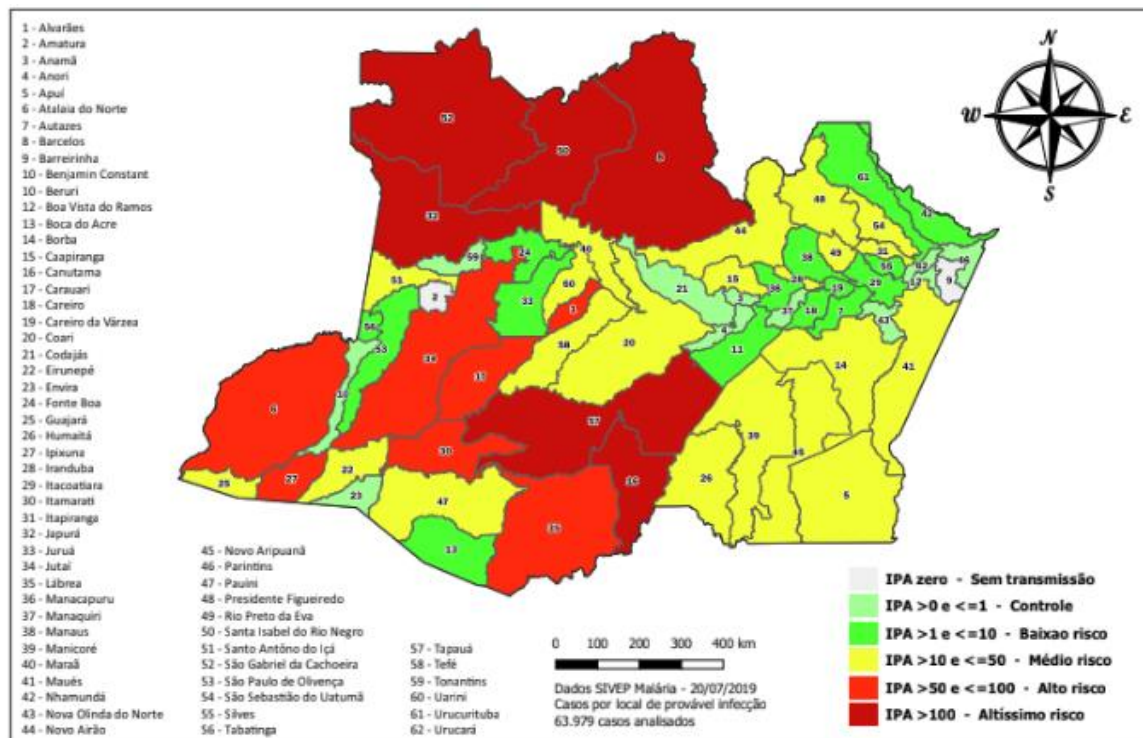 1 - Alvarães
2 - Amatura
3 - Anamã
4 - Anori
5 - Apuí
6 - Atalaia do Norte
7 - Autazes
8 - Barcelos
9 - Barreirinha
10 - Benjamin Constant
10 - Beruri
12 - Boa Vista do Ramos
13 - Boca do Acre
14 - Borba
15 - Caapiranga
16 - Canutama
17 - Carauari
18 - Careiro
19 - Careiro da Várzea
20 - Coari
21 - Codajás
22 - Eirunepé
23 - Envira
24 - Fonte Boa
25 - Guajará
26 - Humaitá
27 - Ipixuna
28 - Iranduba
29 - Itacoatiara
30 - Itamarati
31 - Itapiranga
32 - Japurá
33 - Juruá
34 - Jutaí
35 - Lábrea
36 - Manacapuru
37 - Manaquiri
38 - Manaus
39 - Manicoré
40 - Maraã
41 - Maués
42 - Nhamundá
43 - Nova Olinda do Norte
44 - Novo Airão
45 - Novo Aripuanã
46 - Parintins
47 - Pauini
48 - Presidente Figueiredo
49 - Rio Preto da Eva
50 - Santa Isabel do Rio Negro
51 - Santo Antôno do Içá
52 - São Gabriel da Cachoeira
53 - São Paulo de Olivença
54 - São Sebastião do Uatumã
55 - Silves
56 - Tabatinga
57 - Tapauá
58 - Tefé
59 - Tonantins
60 - Uarini
61 - Urucurituba
62 - Urucará
N
W E
S
52
50
8
32
61
42
48
54
44
49
31
38
59
24
40
51
2
33
60
1
21
15
3
4
36
28
19
37
18
7
29
55
62
12
9
46
43
56
53
10
6
34
17
58
20
11
14
41
57
30
39
45
22
27
25
23
47
16
26
5
35
13
0 100 200 300 400 km
Dados SIVEP Malária - 20/07/2019
Casos por local de provável infecção
63.979 casos analisados
IPA zero - Sem transmissão
IPA >0 e <=1 - Controle
IPA >1 e <=10 - Baixao risco
IPA >10 e <=50 - Médio risco
IPA >50 e <=100 - Alto risco
IPA >100 - Altíssimo risco